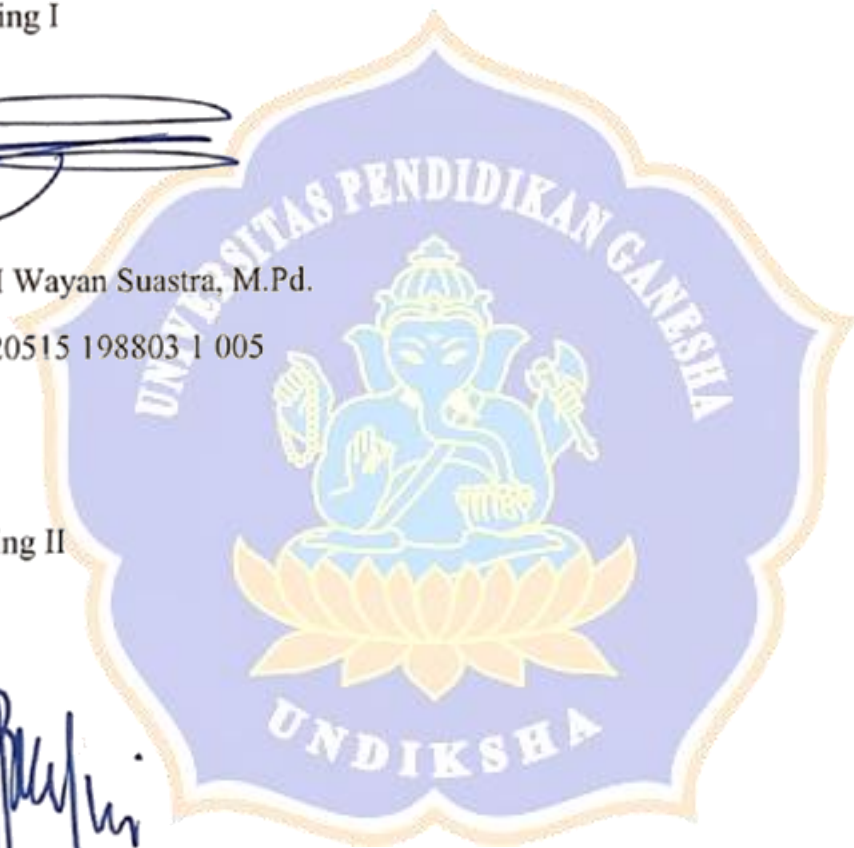 ing I
I Wayan Suastra, M.Pd.
20515 198803 1 005
ing II
UNIVERSITAS PENDIDIKAN GANESHA
UNDIKSHA